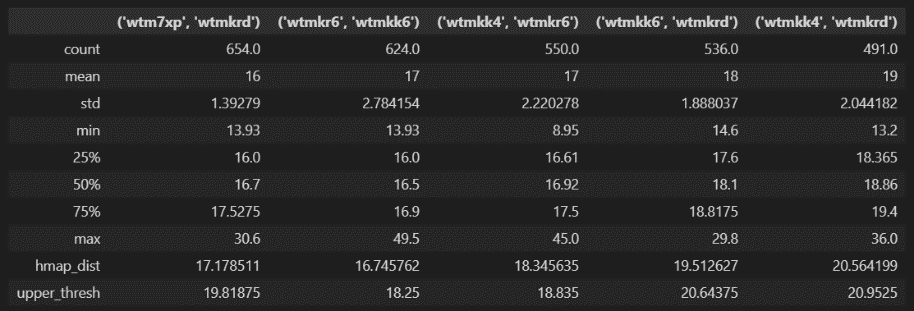 ('wtm7xp', 'wtmkrd') ('wtmkr6', 'wtmkk6') ('wtmkk4', 'wtmkr6') ('wtmkk6', 'wtmkrd') ('wtmkk4', 'wtmkrd')
count 654.0 624.0 550.0 536.0 491.0
mean 16 17 17 18 19
std 1.39279 2.784154 2.220278 1.888037 2.044182
min 13.93 13.93 8.95 14.6 13.2
25% 16.0 16.0 16.61 17.6 18.365
50% 16.7 16.5 16.92 18.1 18.86
75% 17.5275 16.9 17.5 18.8175 19.4
max 30.6 49.5 45.0 29.8 36.0
hmap_dist 17.178511 16.745762 18.345635 19.512627 20.564199
upper_thresh 19.81875 18.25 18.835 20.64375 20.9525